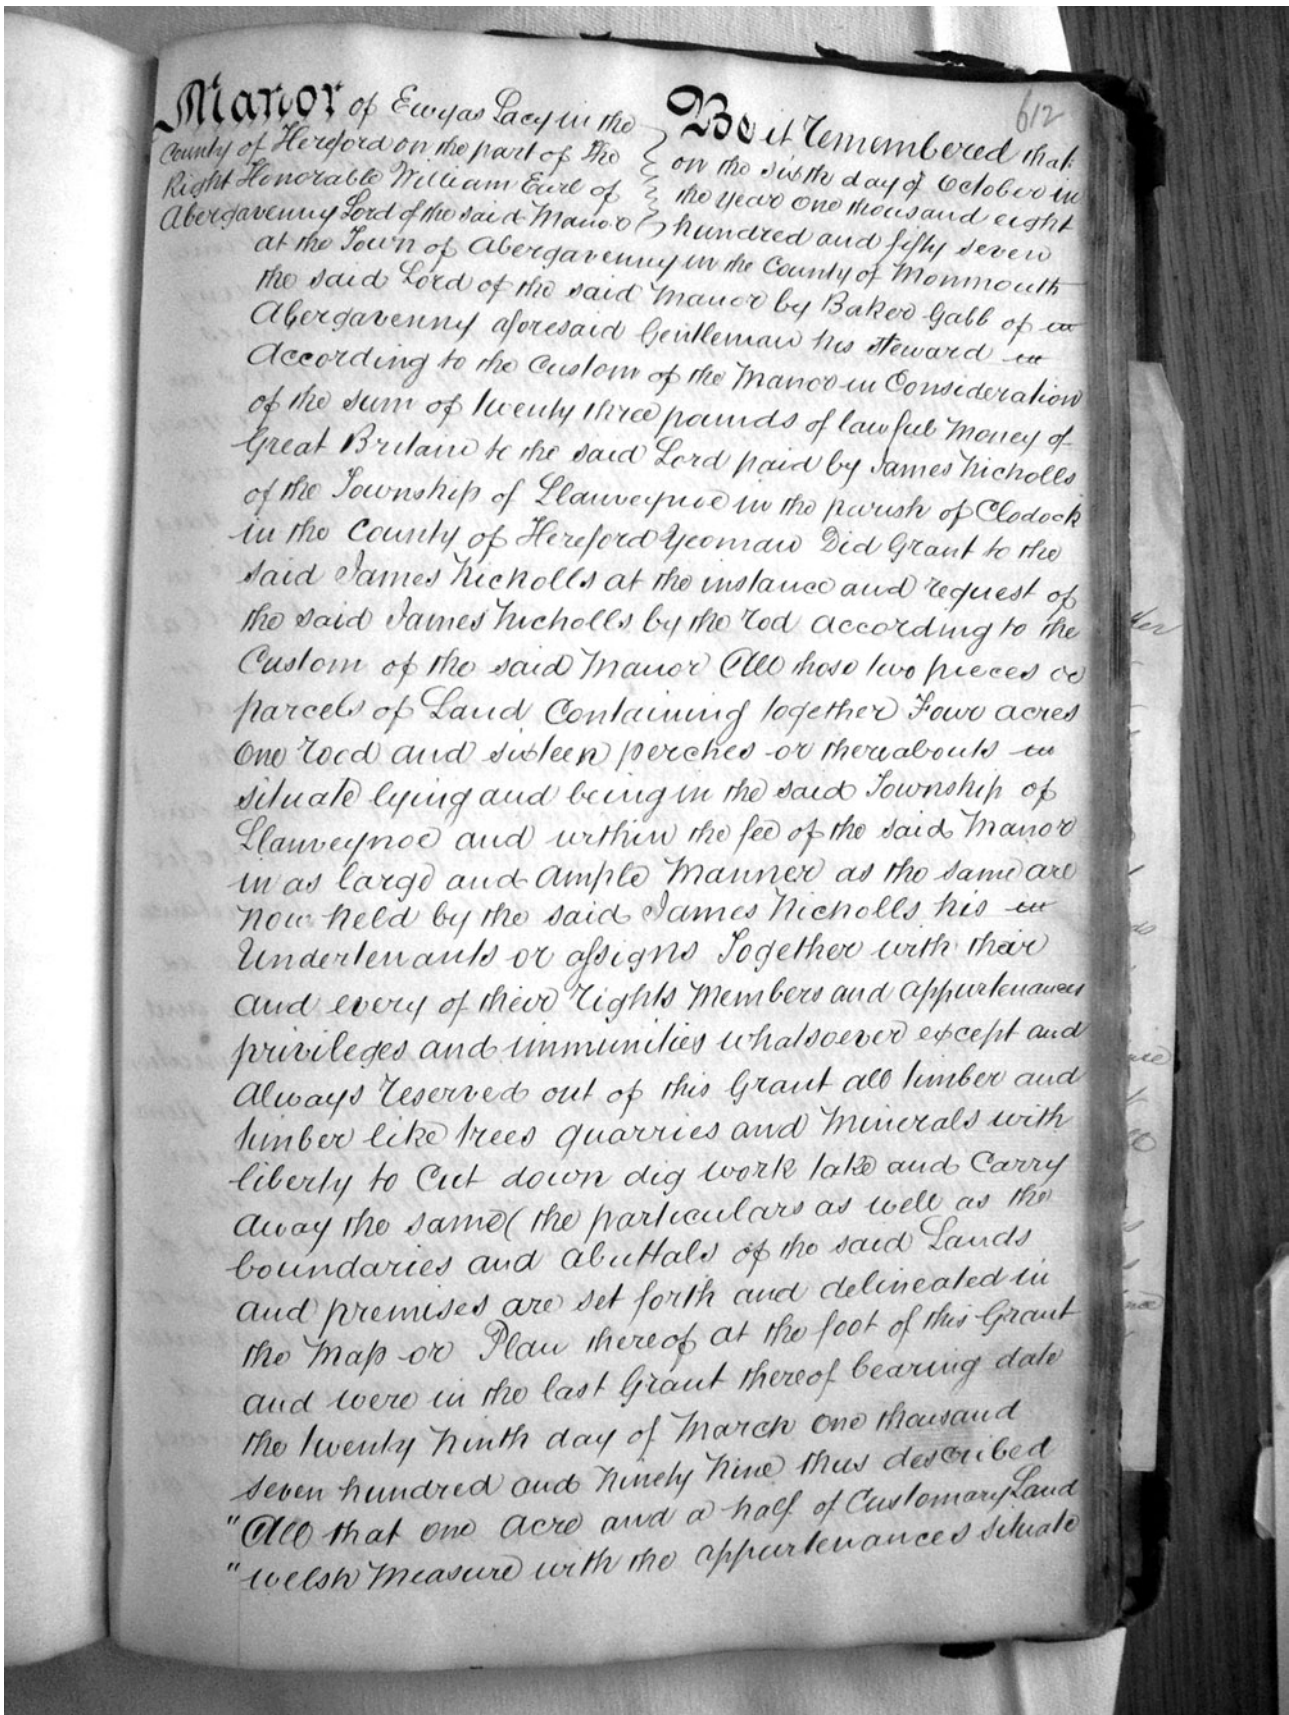 612
Manor of Ewyas Lacy in the
County of Hereford on the part of The
Right Honorable William Earl of
Abergavenny Lord of the said Manor
Be it Remembered that
on the sixth day of October in
the Year One thousand eight
hundred and fifty seven
at the Town of Abergavenny in the County of Monmouth
the said Lord of the said Manor by Baker Gabb of
Abergavenny aforesaid Gentleman his Steward
According to the Custom of the Manor in Consideration
of the sum of twenty three pounds of lawful Money of
Great Britain to the said Lord paid by James Nicholls
of the Township of Llanveynoe in the parish of Clodock
in the County of Hereford Yeoman Did Grant to the
said James Nicholls at the instance and request of
the said James Nicholls by the Rod according to the
Custom of the said Manor All those two pieces or
parcels of Land Containing together Four acres
One rood and sixteen perches or thereabouts
situate lying and being in the said Township of
Llanveynoe and within the fee of the said Manor
in as large and ample Manner as the same are
now held by the said James Nicholls his
Undertenants or assigns Together with their
and every of their Rights Members and appurtenances
privileges and immunities whatsoever except and
Always reserved out of this Grant all timber and
timber like trees quarries and Minerals with
liberty to Cut down dig work take and Carry
away the same (the particulars as well as the
boundaries and abuttals of the said Lands
and premises are set forth and delineated in
the Map or Plan thereof at the foot of this Grant
and were in the last Grant thereof bearing date
the twenty Ninth day of March One thousand
seven hundred and Ninety Nine thus described
"All that one Acre and a half of Customary Land
"welsh Measure with the appurtenances situate